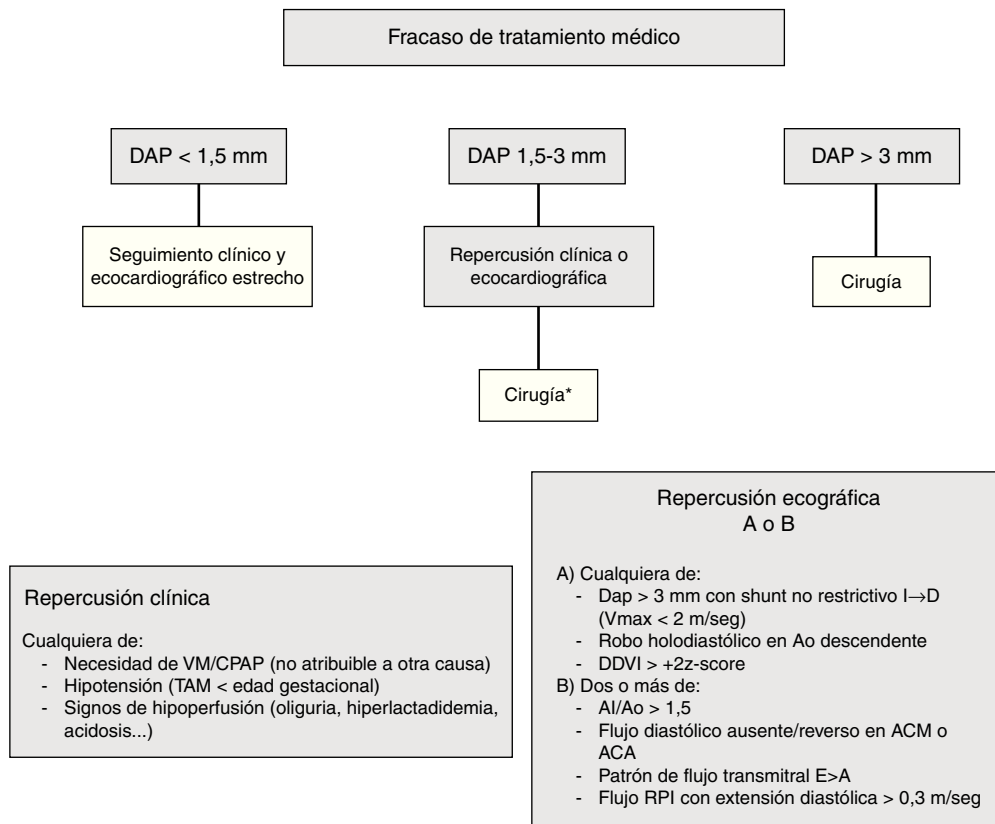 Fracaso de tratamiento médico
DAP < 1,5 mm
DAP 1,5-3 mm
DAP > 3 mm
Seguimiento clínico y
ecocardiográfico estrecho
Repercusión clínica o
ecocardiográfica
Cirugía
Cirugía*
Repercusión clínica
Cualquiera de:
- Necesidad de VM/CPAP (no atribuible a otra causa)
- Hipotensión (TAM < edad gestacional)
- Signos de hipoperfusión (oliguria, hiperlactadidemia,
acidosis...)
Repercusión ecográfica
A o B
A) Cualquiera de:
- Dap > 3 mm con shunt no restrictivo I→D
(Vmax < 2 m/seg)
- Robo holodiastólico en Ao descendente
- DDVI > +2z-score
B) Dos o más de:
- AI/Ao > 1,5
- Flujo diastólico ausente/reverso en ACM o
ACA
- Patrón de flujo transmitral E>A
- Flujo RPI con extensión diastólica > 0,3 m/seg